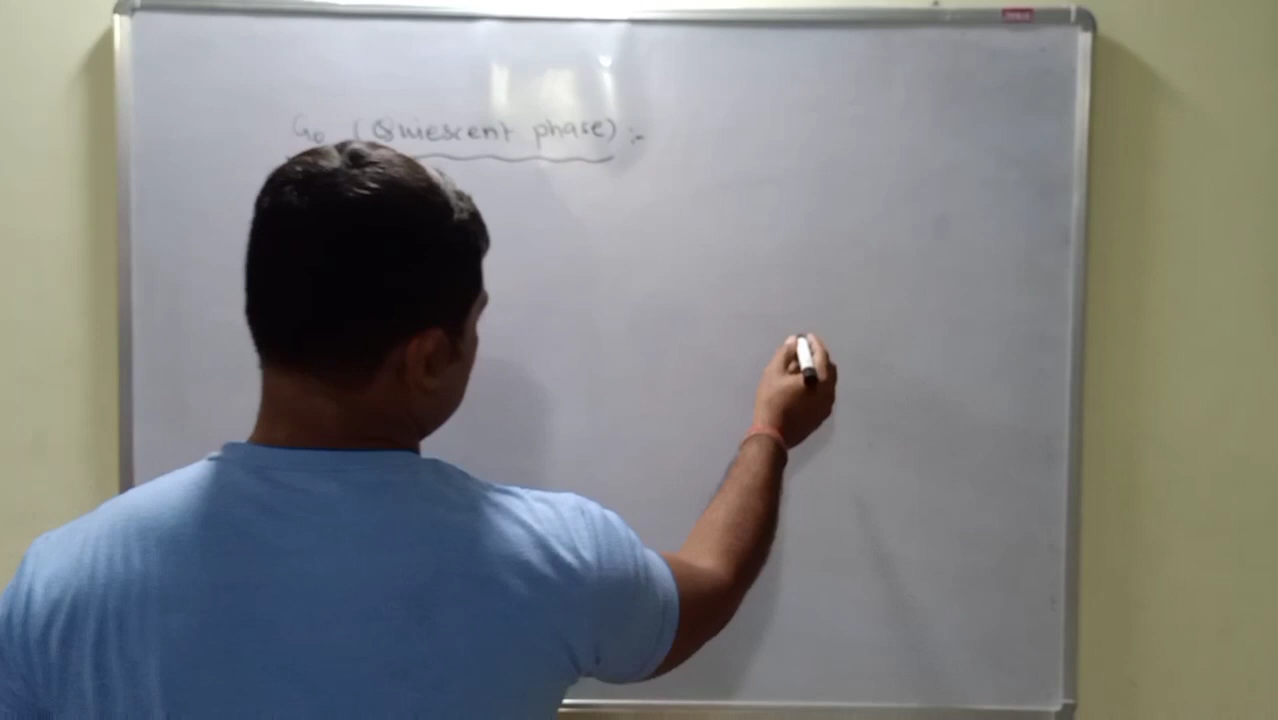 G₀ (Quiescent phase) :-